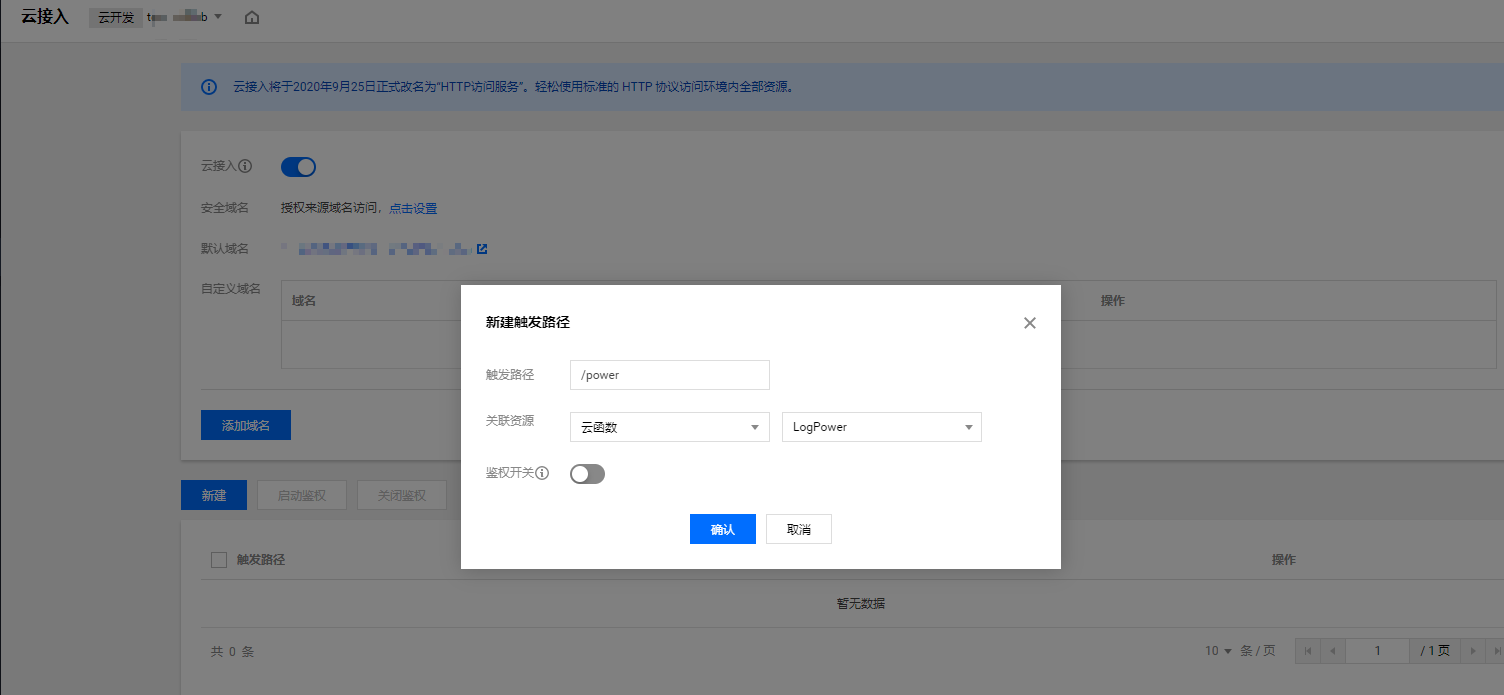 云接入 云开发
云接入将于2020年9月25日正式改名为“HTTP访问服务”。轻松使用标准的 HTTP 协议访问环境内全部资源。
云接入
安全域名 授权来源域名访问，点击设置
默认域名
自定义域名 域名 操作
添加域名
新建触发路径
触发路径 /power
关联资源 云函数 LogPower
鉴权开关
确认 取消
新建 启动鉴权 关闭鉴权
触发路径 操作
暂无数据
共 0 条 10 条 / 页 1 / 1 页